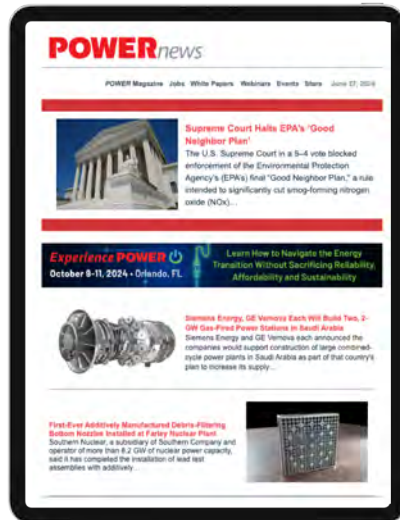 POWERnews
POWER Magazine Jobs White Papers Webinars Events Store June 27, 2024
Supreme Court Halts EPA's 'Good
Neighbor Plan'
The U.S. Supreme Court in a 5–4 vote blocked
enforcement of the Environmental Protection
Agency's (EPA's) final "Good Neighbor Plan," a rule
intended to significantly cut smog-forming nitrogen
oxide (NOx)...
Experience POWER
October 9-11, 2024 • Orlando, FL
Learn How to Navigate the Energy
Transition Without Sacrificing Reliability,
Affordability and Sustainability
Siemens Energy, GE Vernova Each Will Build Two, 2-
GW Gas-Fired Power Stations in Saudi Arabia
Siemens Energy and GE Vernova each announced the
companies would support construction of large combined-
cycle power plants in Saudi Arabia as part of that country's
plan to increase its supply...
First-Ever Additively Manufactured Debris-Filtering
Bottom Nozzles Installed at Farley Nuclear Plant
Southern Nuclear, a subsidiary of Southern Company and
operator of more than 8.2 GW of nuclear power capacity,
said it has completed the installation of lead test
assemblies with additively...